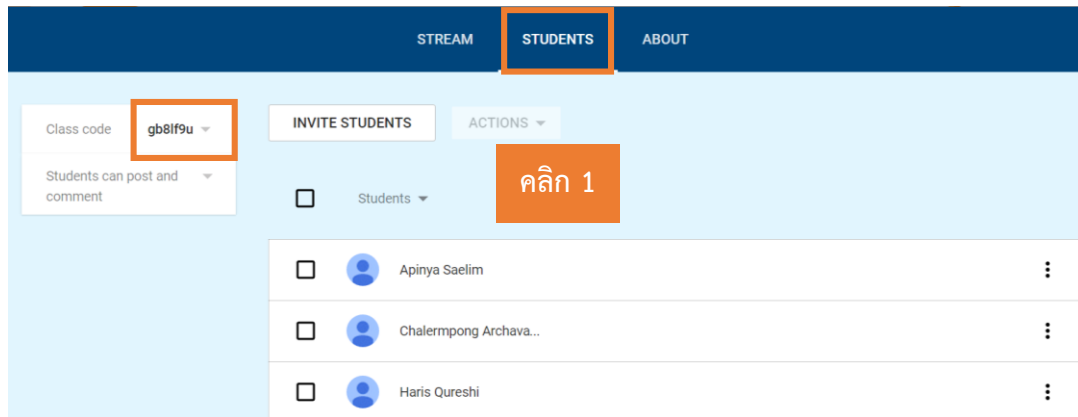 STREAM STUDENTS ABOUT
Class code gb8lf9u
Students can post and
comment
INVITE STUDENTS ACTIONS
คลิก 1
Students
Apinya Saelim
Chalermpong Archava...
Haris Qureshi